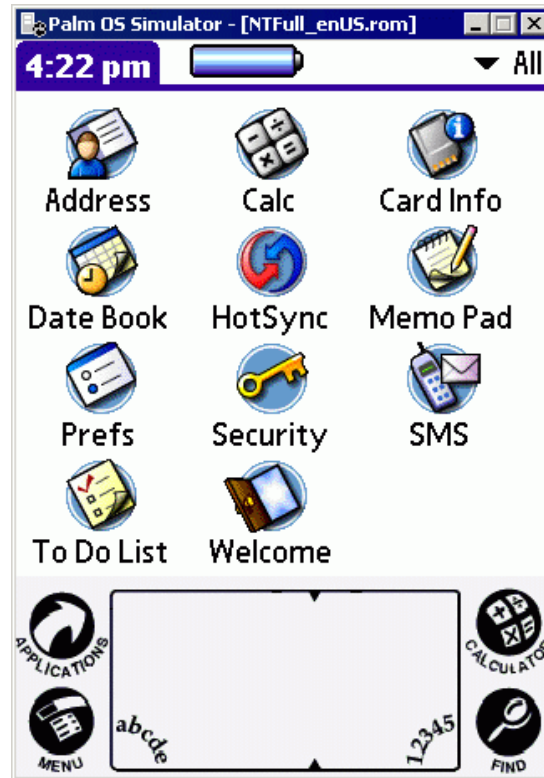 Palm OS Simulator - [NTFull_enUS.rom]
4:22 pm
All
Address
Calc
Card Info
Date Book
HotSync
Memo Pad
Prefs
Security
SMS
To Do List
Welcome
APPLICATIONS
CALCULATOR
MENU
abcde
12345
FIND